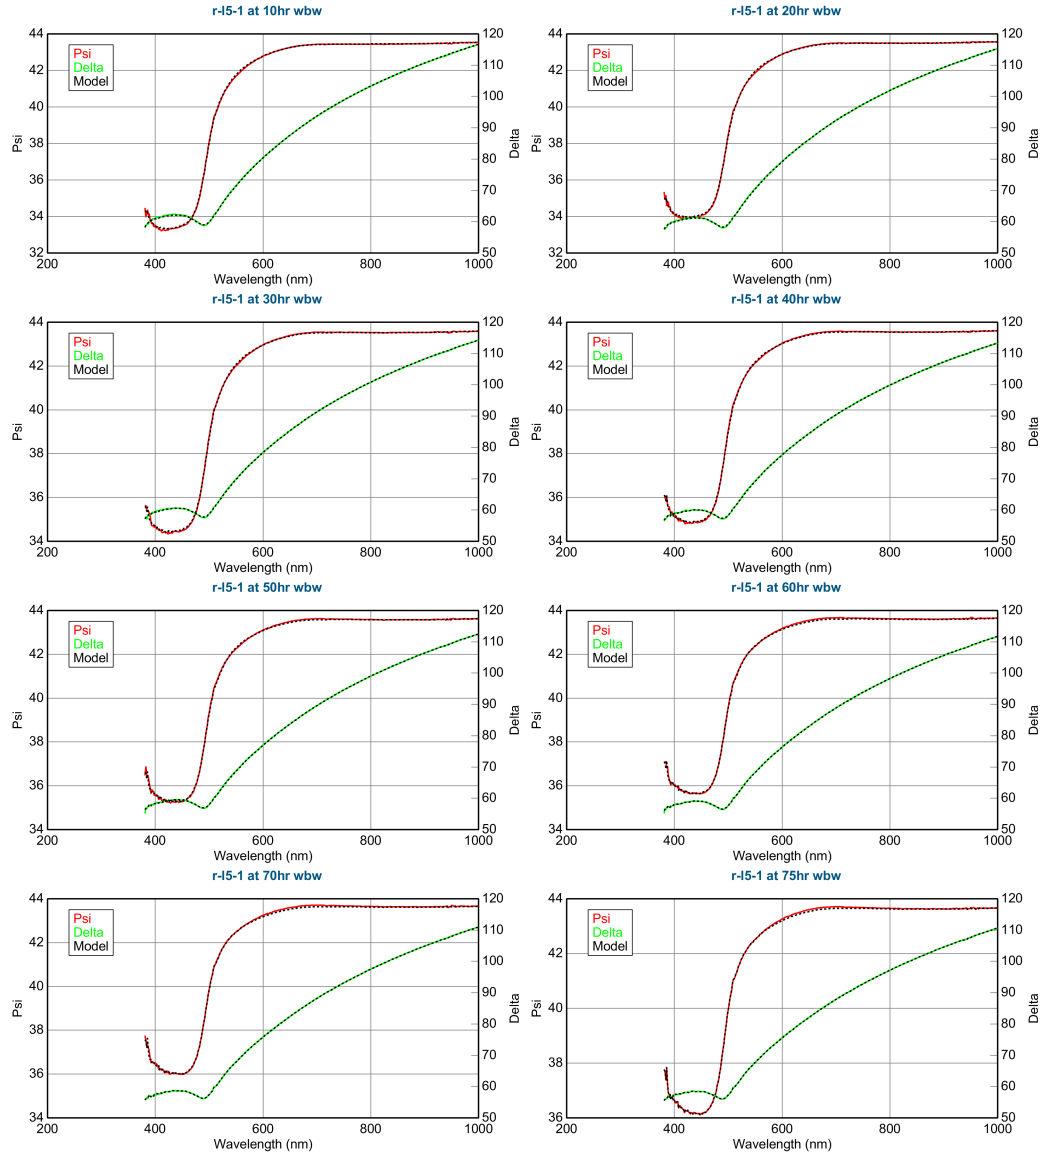 r-l5-1 at 10hr wbw
44
42
40
38
36
34
32
Psi
Psi
Delta
Model
120
110
100
90
80
70
60
50
Delta
200 400 600 800 1000
Wavelength (nm)
r-l5-1 at 20hr wbw
44
42
40
38
36
34
32
Psi
Psi
Delta
Model
120
110
100
90
80
70
60
50
Delta
200 400 600 800 1000
Wavelength (nm)
r-l5-1 at 30hr wbw
44
42
40
38
36
34
Psi
Psi
Delta
Model
120
110
100
90
80
70
60
50
Delta
200 400 600 800 1000
Wavelength (nm)
r-l5-1 at 40hr wbw
44
42
40
38
36
34
Psi
Psi
Delta
Model
120
110
100
90
80
70
60
50
Delta
200 400 600 800 1000
Wavelength (nm)
r-l5-1 at 50hr wbw
44
42
40
38
36
34
Psi
Psi
Delta
Model
120
110
100
90
80
70
60
50
Delta
200 400 600 800 1000
Wavelength (nm)
r-l5-1 at 60hr wbw
44
42
40
38
36
34
Psi
Psi
Delta
Model
120
110
100
90
80
70
60
50
Delta
200 400 600 800 1000
Wavelength (nm)
r-l5-1 at 70hr wbw
44
42
40
38
36
34
Psi
Psi
Delta
Model
120
110
100
90
80
70
60
50
Delta
200 400 600 800 1000
Wavelength (nm)
r-l5-1 at 75hr wbw
44
42
40
38
36
Psi
Psi
Delta
Model
120
110
100
90
80
70
60
50
Delta
200 400 600 800 1000
Wavelength (nm)